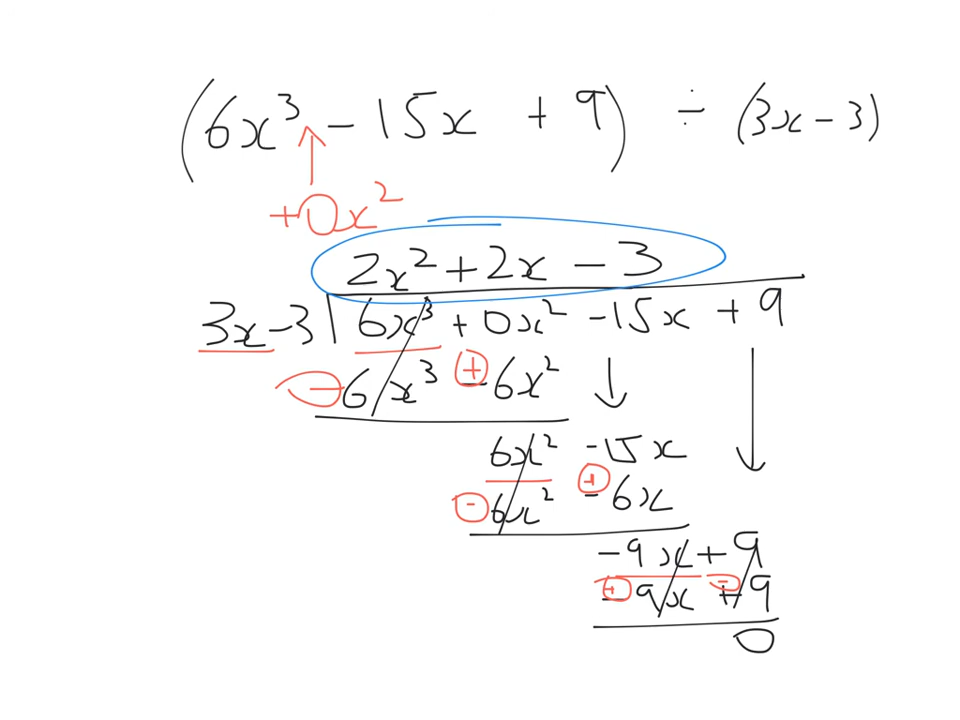 (6x³ - 15x + 9) ÷ (3x - 3)
+0x²
2x² + 2x - 3
3x - 3 6x³ + 0x² - 15x + 9
- 6x³ + - 6x²
6x² - 15x
- 6x² + - 6x
-9x + 9
+ - 9x - + 9
0